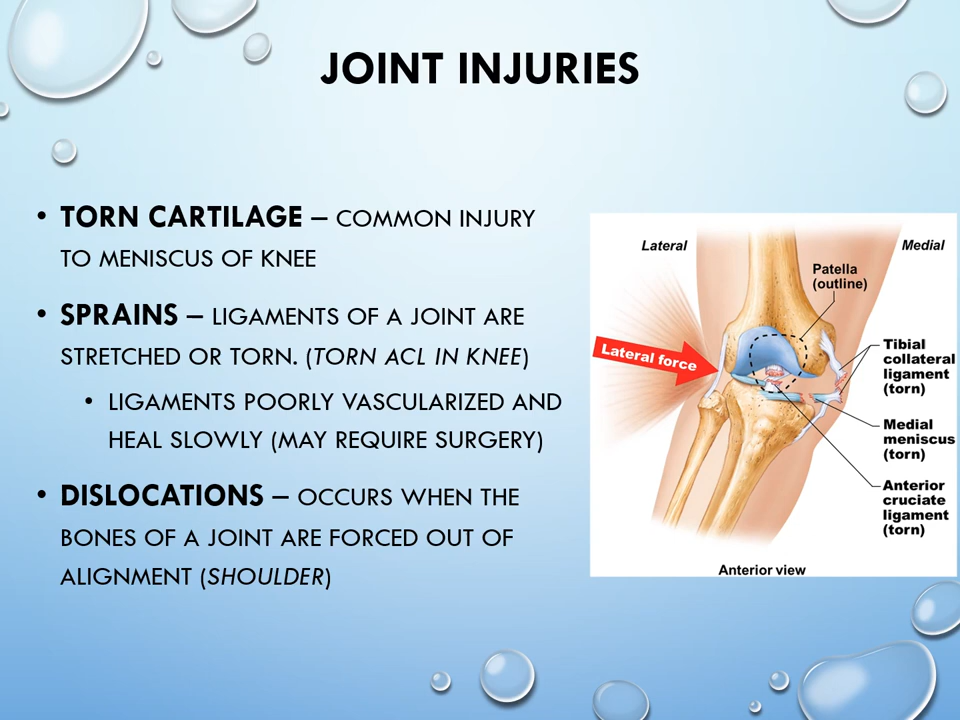 JOINT INJURIES
• TORN CARTILAGE – COMMON INJURY
TO MENISCUS OF KNEE
• SPRAINS – LIGAMENTS OF A JOINT ARE
STRETCHED OR TORN. (TORN ACL IN KNEE)
• LIGAMENTS POORLY VASCULARIZED AND
HEAL SLOWLY (MAY REQUIRE SURGERY)
• DISLOCATIONS – OCCURS WHEN THE
BONES OF A JOINT ARE FORCED OUT OF
ALIGNMENT (SHOULDER)
Lateral
Medial
Patella
(outline)
Lateral force
Tibial
collateral
ligament
(torn)
Medial
meniscus
(torn)
Anterior
cruciate
ligament
(torn)
Anterior view